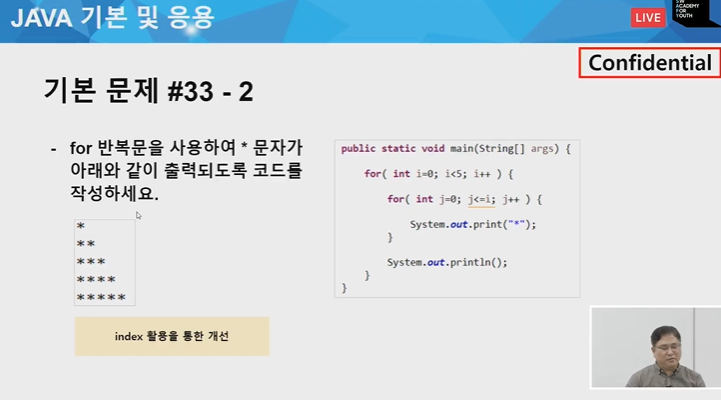 JAVA 기본 및 응용
LIVE
SW
ACADEMY
FOR
YOUTH
Confidential
기본 문제 #33 - 2
- for 반복문을 사용하여 * 문자가
아래와 같이 출력되도록 코드를
작성하세요.
*
**
***
****
*****
index 활용을 통한 개선
public static void main(String[] args) {
for( int i=0; i<5; i++ ) {
for( int j=0; j<=i; j++ ) {
System.out.print("*");
}
System.out.println();
}
}